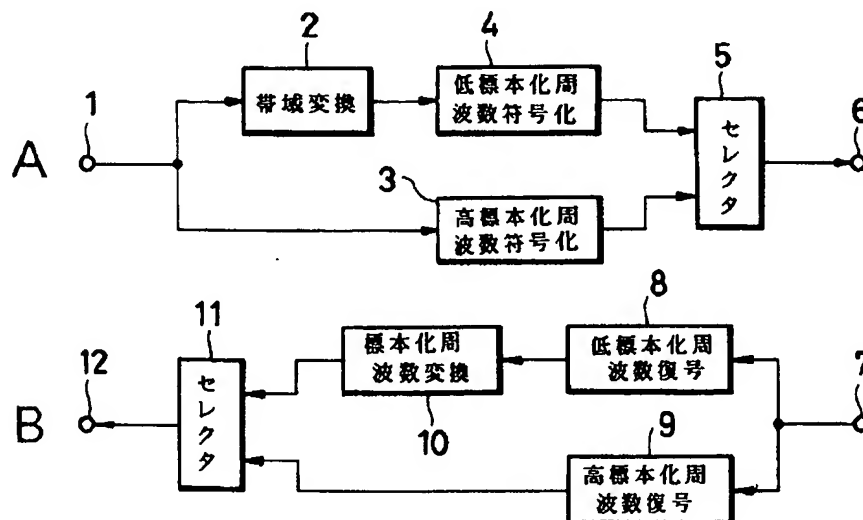 A
1
2
帯域変換
4
低標本化周
波数符号化
3
高標本化周
波数符号化
5
セレクタ
6
B
12
11
セレクタ
標本化周
波数変換
10
8
低標本化周
波数復号
9
高標本化周
波数復号
7